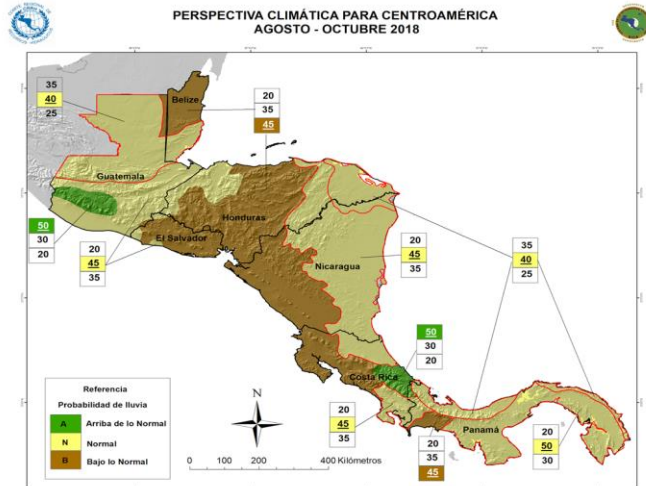 PERSPECTIVA CLIMÁTICA PARA CENTROAMÉRICA
AGOSTO - OCTUBRE 2018
35
40
25
Belize
20
35
45
Guatemala
50
30
20
Honduras
El Salvador
20
45
35
Nicaragua
20
45
35
35
40
25
50
30
20
Costa Rica
Panamá
20
45
35
20
35
45
20
50
30
Referencia
Probabilidad de lluvia
A Arriba de lo Normal
N Normal
B Bajo lo Normal
N
0 200 400 Kilómetros